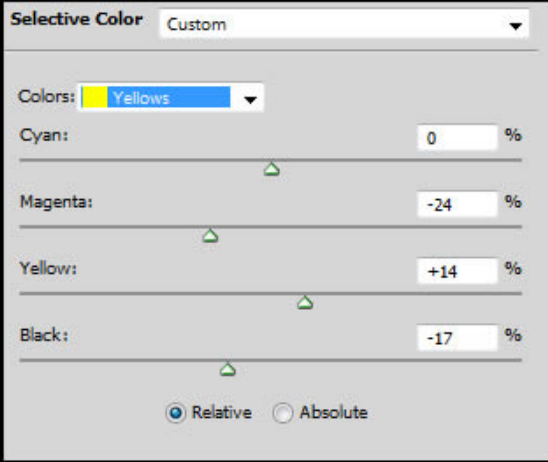 Selective Color Custom
Colors: Yellows
Cyan: 0 %
Magenta: -24 %
Yellow: +14 %
Black: -17 %
Relative Absolute